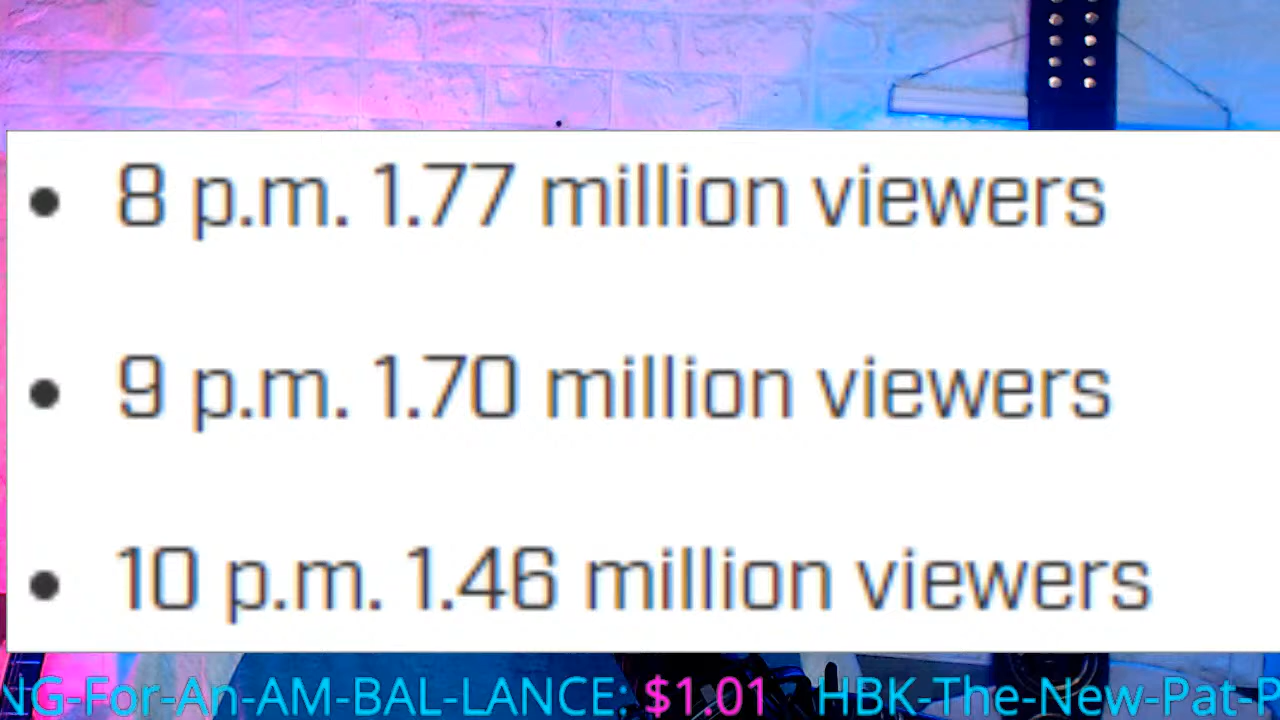 8 p.m. 1.77 million viewers
9 p.m. 1.70 million viewers
10 p.m. 1.46 million viewers
NG-For-An-AM-BAL-LANCE: $1.01 HBK-The-New-Pat-P